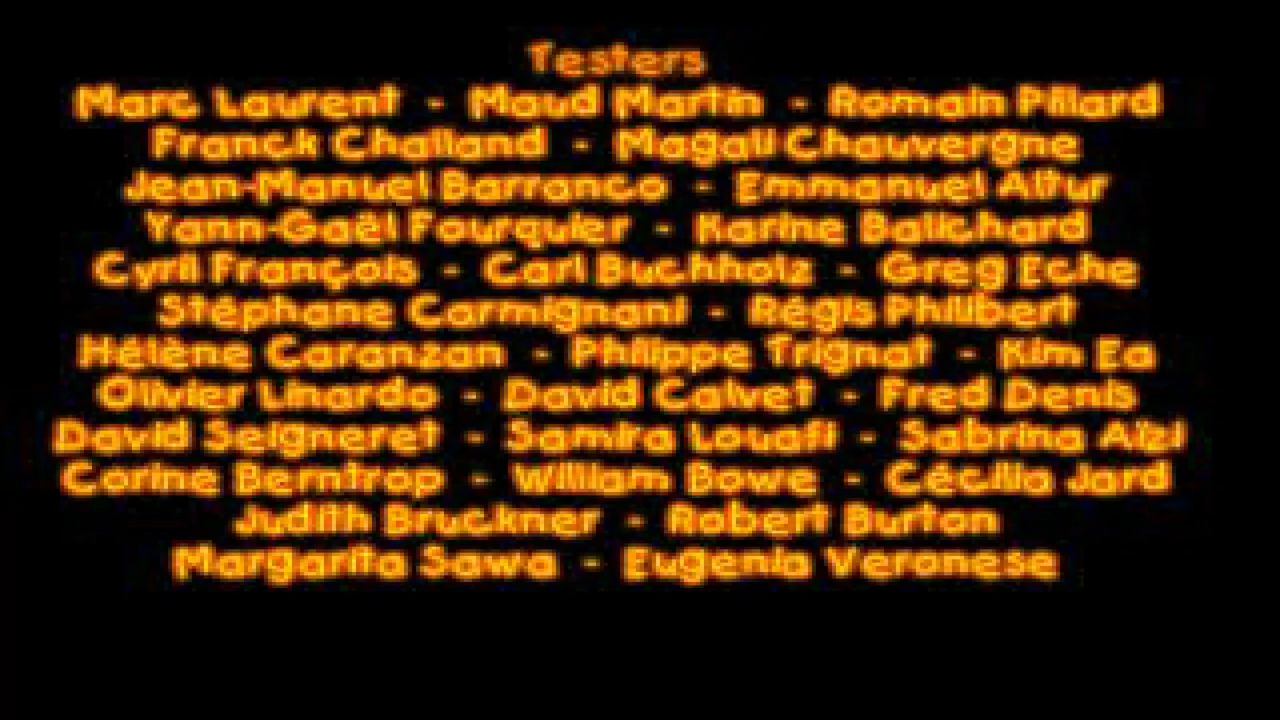 Testers
Marc Laurent - Maud Martin - Romain Pillard
Franck Challand - Magali Chauvergne
Jean-Manuel Barranco - Emmanuel Altur
Yann-Gaël Fourquier - Karine Balichard
Cyril François - Carl Buchholz - Greg Eche
Stéphane Carmignani - Régis Philibert
Hélène Caranzan - Philippe Trignat - Kim Ea
Olivier Linardo - David Calvet - Fred Denis
David Seigneret - Samira Louafi - Sabrina
Corine Berntrop - William Bowe - Cécilia Jard
Judith Bruckner - Robert Burton
Margarita Sawa - Eugenia Veronese